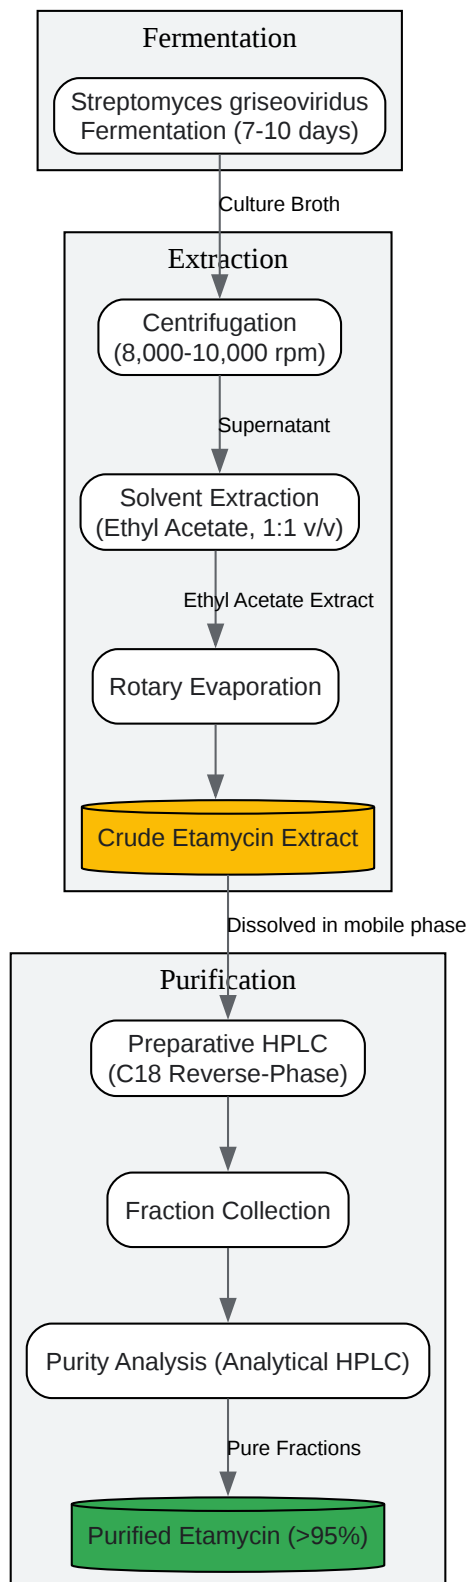 Fermentation
Streptomyces griseoviridus
Fermentation (7-10 days)
Culture Broth
Extraction
Centrifugation
(8,000-10,000 rpm)
Supernatant
Solvent Extraction
(Ethyl Acetate, 1:1 v/v)
Ethyl Acetate Extract
Rotary Evaporation
Crude Etamycin Extract
Dissolved in mobile phase
Purification
Preparative HPLC
(C18 Reverse-Phase)
Fraction Collection
Purity Analysis (Analytical HPLC)
Pure Fractions
Purified Etamycin (>95%)